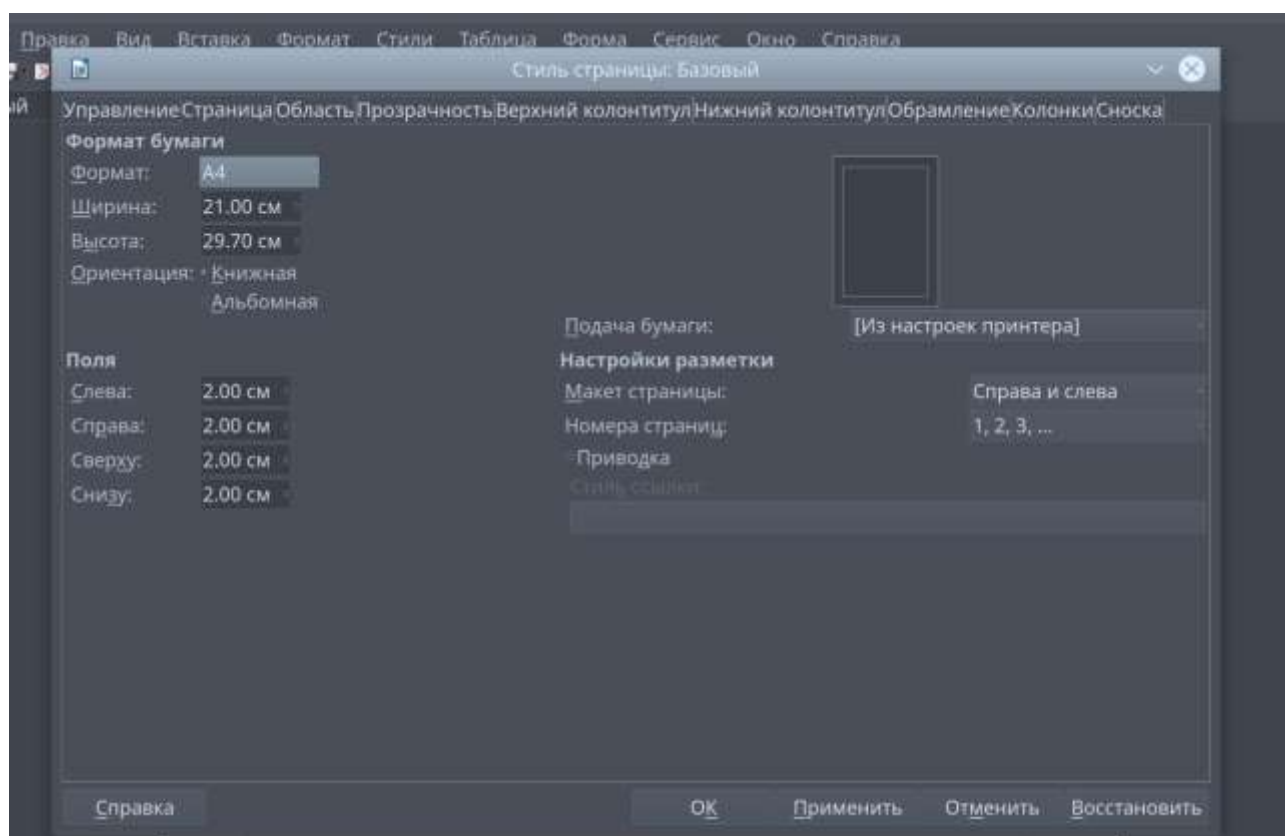 Правка Вид Вставка Формат Стили Таблица Форма Сервис Окно Справка
Стиль страницы: Базовый
ый
Управление Страница Область Прозрачность Верхний колонтитул Нижний колонтитул Обрамление Колонки Сноска
Формат бумаги
Формат: A4
Ширина: 21.00 см
Высота: 29.70 см
Ориентация: Книжная
Альбомная
Подача бумаги: [Из настроек принтера]
Поля
Настройки разметки
Слева: 2.00 см
Макет страницы: Справа и слева
Справа: 2.00 см
Номера страниц: 1, 2, 3, ...
Сверху: 2.00 см
Приводка
Снизу: 2.00 см
Стиль ссылки:
Справка ОК Применить Отменить Восстановить